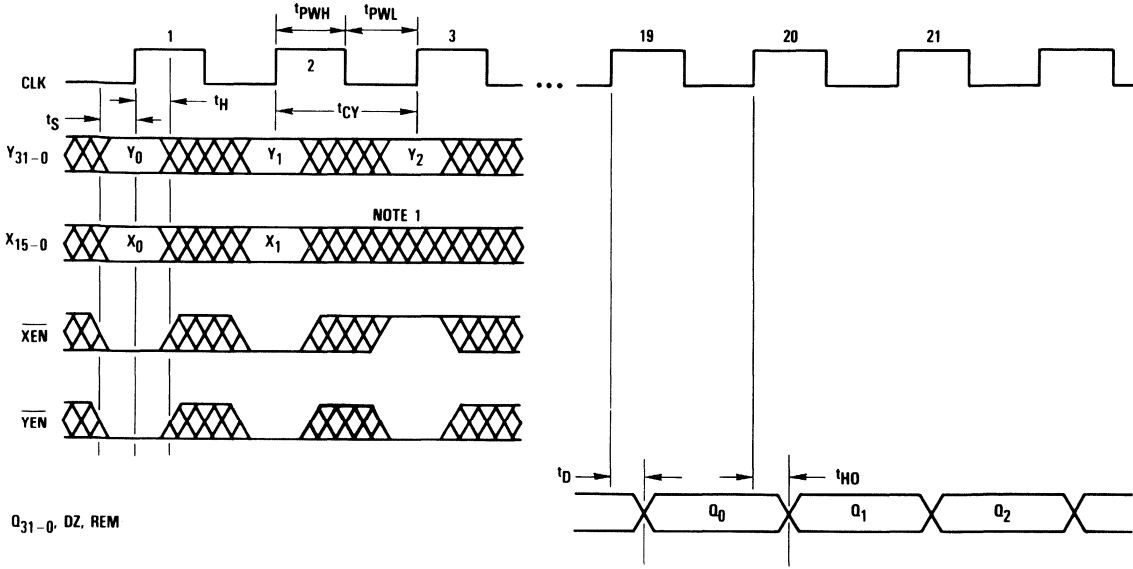 tPWH tPWL
1 3 19 20 21
CLK 2 •••
tH tCY
tS
Y31–0 Y0 Y1 Y2
NOTE 1
X15–0 X0 X1
XEN
YEN
tD tHO
Q31–0, DZ, REM Q0 Q1 Q2